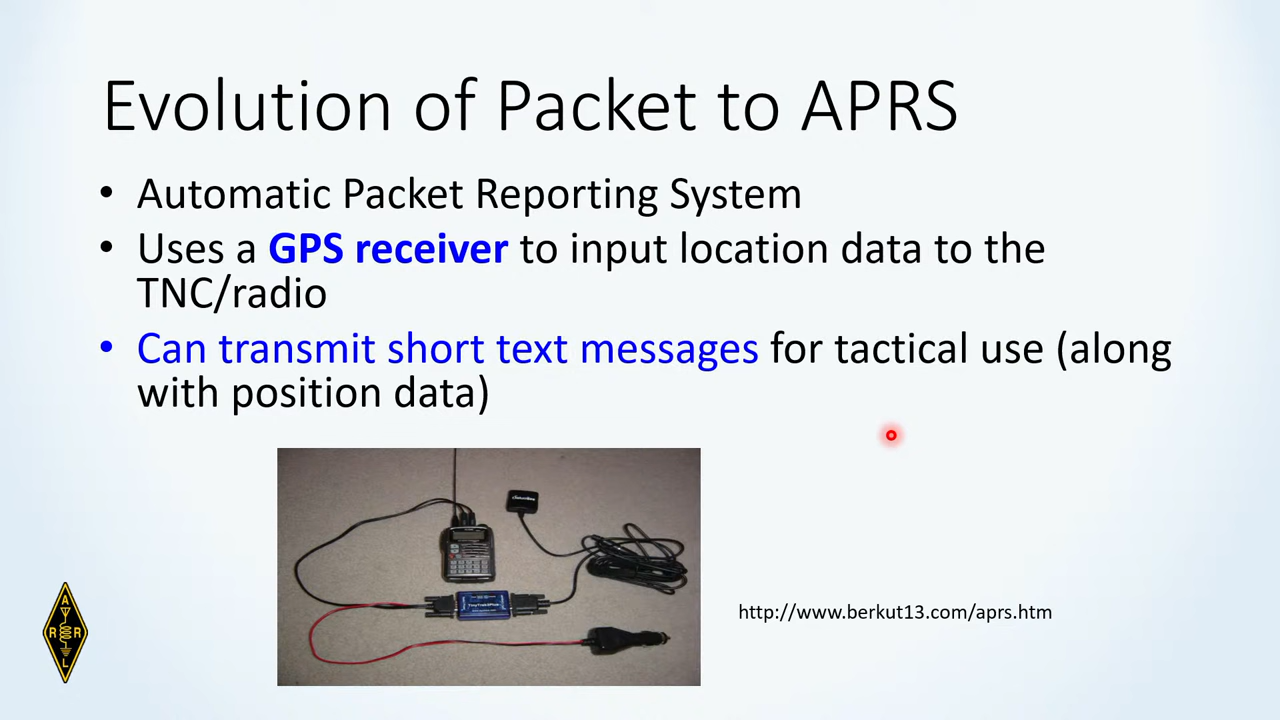 Evolution of Packet to APRS
• Automatic Packet Reporting System
• Uses a GPS receiver to input location data to the
TNC/radio
• Can transmit short text messages for tactical use (along
with position data)
http://www.berkut13.com/aprs.htm
A
R R
L